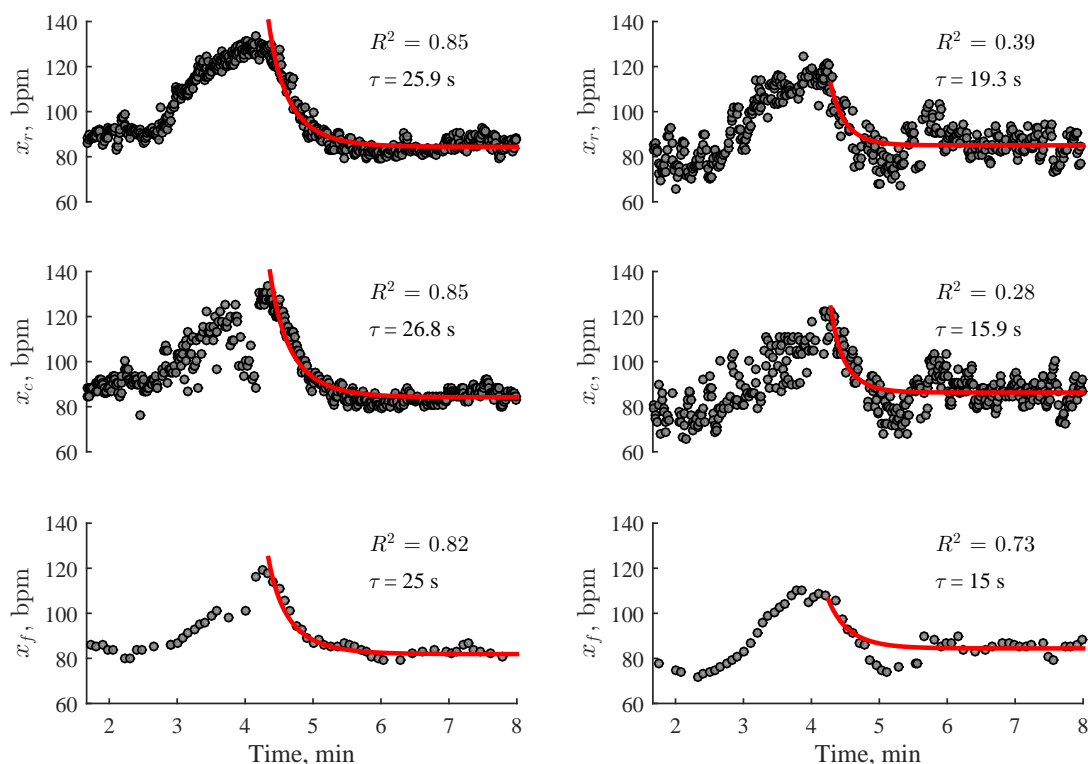 140
120
100
80
60
x_r, bpm
R² = 0.85
τ = 25.9 s
140
120
100
80
60
x_r, bpm
R² = 0.39
τ = 19.3 s
140
120
100
80
60
x_c, bpm
R² = 0.85
τ = 26.8 s
140
120
100
80
60
x_c, bpm
R² = 0.28
τ = 15.9 s
140
120
100
80
60
x_f, bpm
R² = 0.82
τ = 25 s
2 3 4 5 6 7 8
Time, min
140
120
100
80
60
x_f, bpm
R² = 0.73
τ = 15 s
2 3 4 5 6 7 8
Time, min